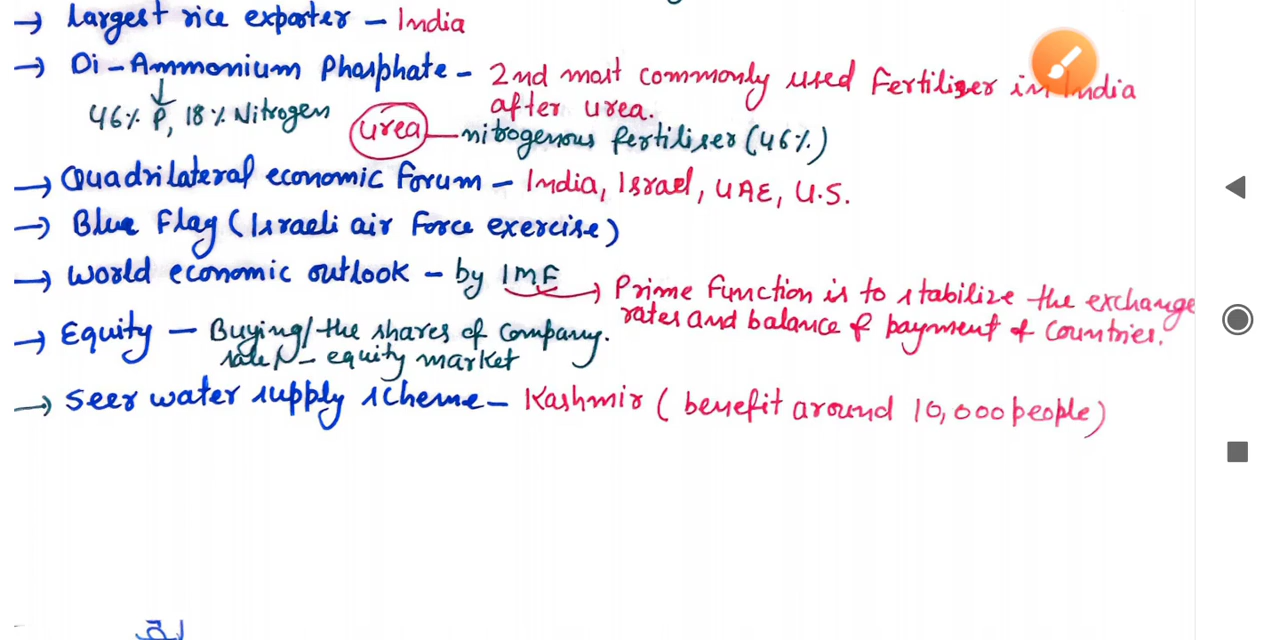 → Largest rice exporter – India
→ Di-Ammonium Phosphate – 2nd most commonly used Fertiliser in India
after urea.
46% P, 18% Nitrogen
urea — nitrogenous fertiliser (46%)
→ Quadrilateral economic forum – India, Israel, UAE, U.S.
→ Blue Flag (Israeli air Force exercise)
→ World economic outlook – by IMF → Prime Function is to stabilize the exchange
rates and balance of payment of countries.
→ Equity – Buying/ the shares of company.
sale – equity market
→ Seer water supply scheme – Kashmir (benefit around 10,000 people)